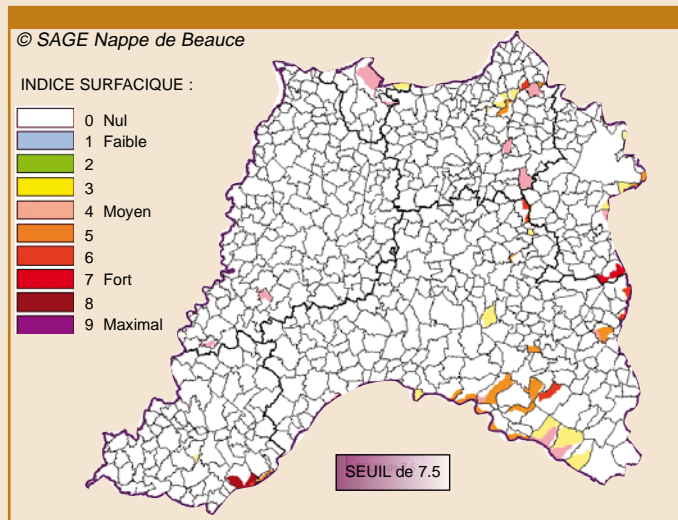 © SAGE Nappe de Beauce
INDICE SURFACIQUE :
0 Nul
1 Faible
2
3
4 Moyen
5
6
7 Fort
8
9 Maximal
SEUIL de 7.5